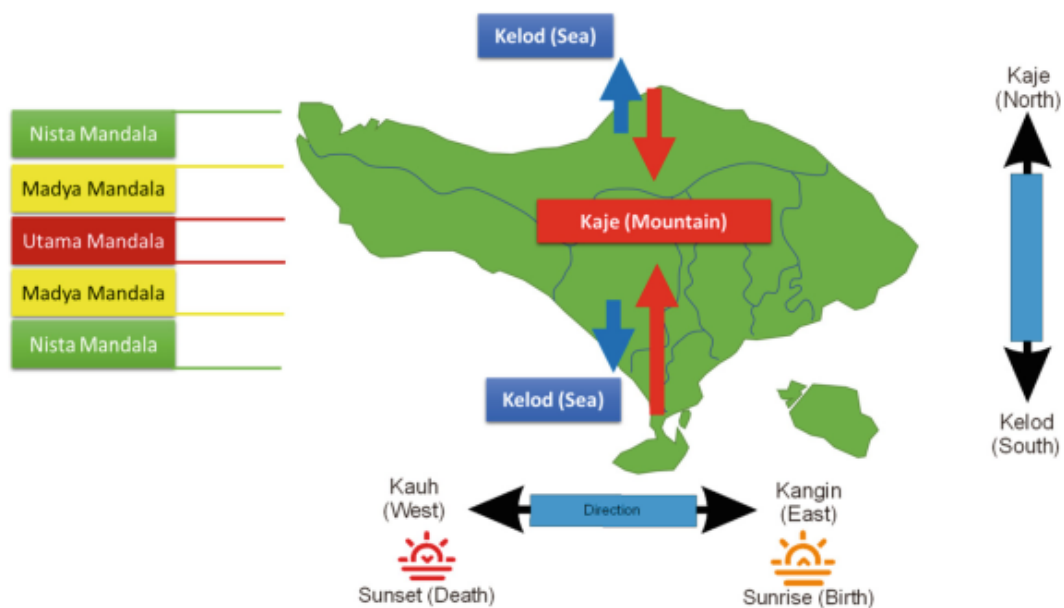 Kelod (Sea)
Nista Mandala
Madya Mandala
Utama Mandala
Madya Mandala
Nista Mandala
Kaje (Mountain)
Kelod (Sea)
Kaje
(North)
Kelod
(South)
Kauh
(West)
Direction
Kangin
(East)
Sunset (Death)
Sunrise (Birth)